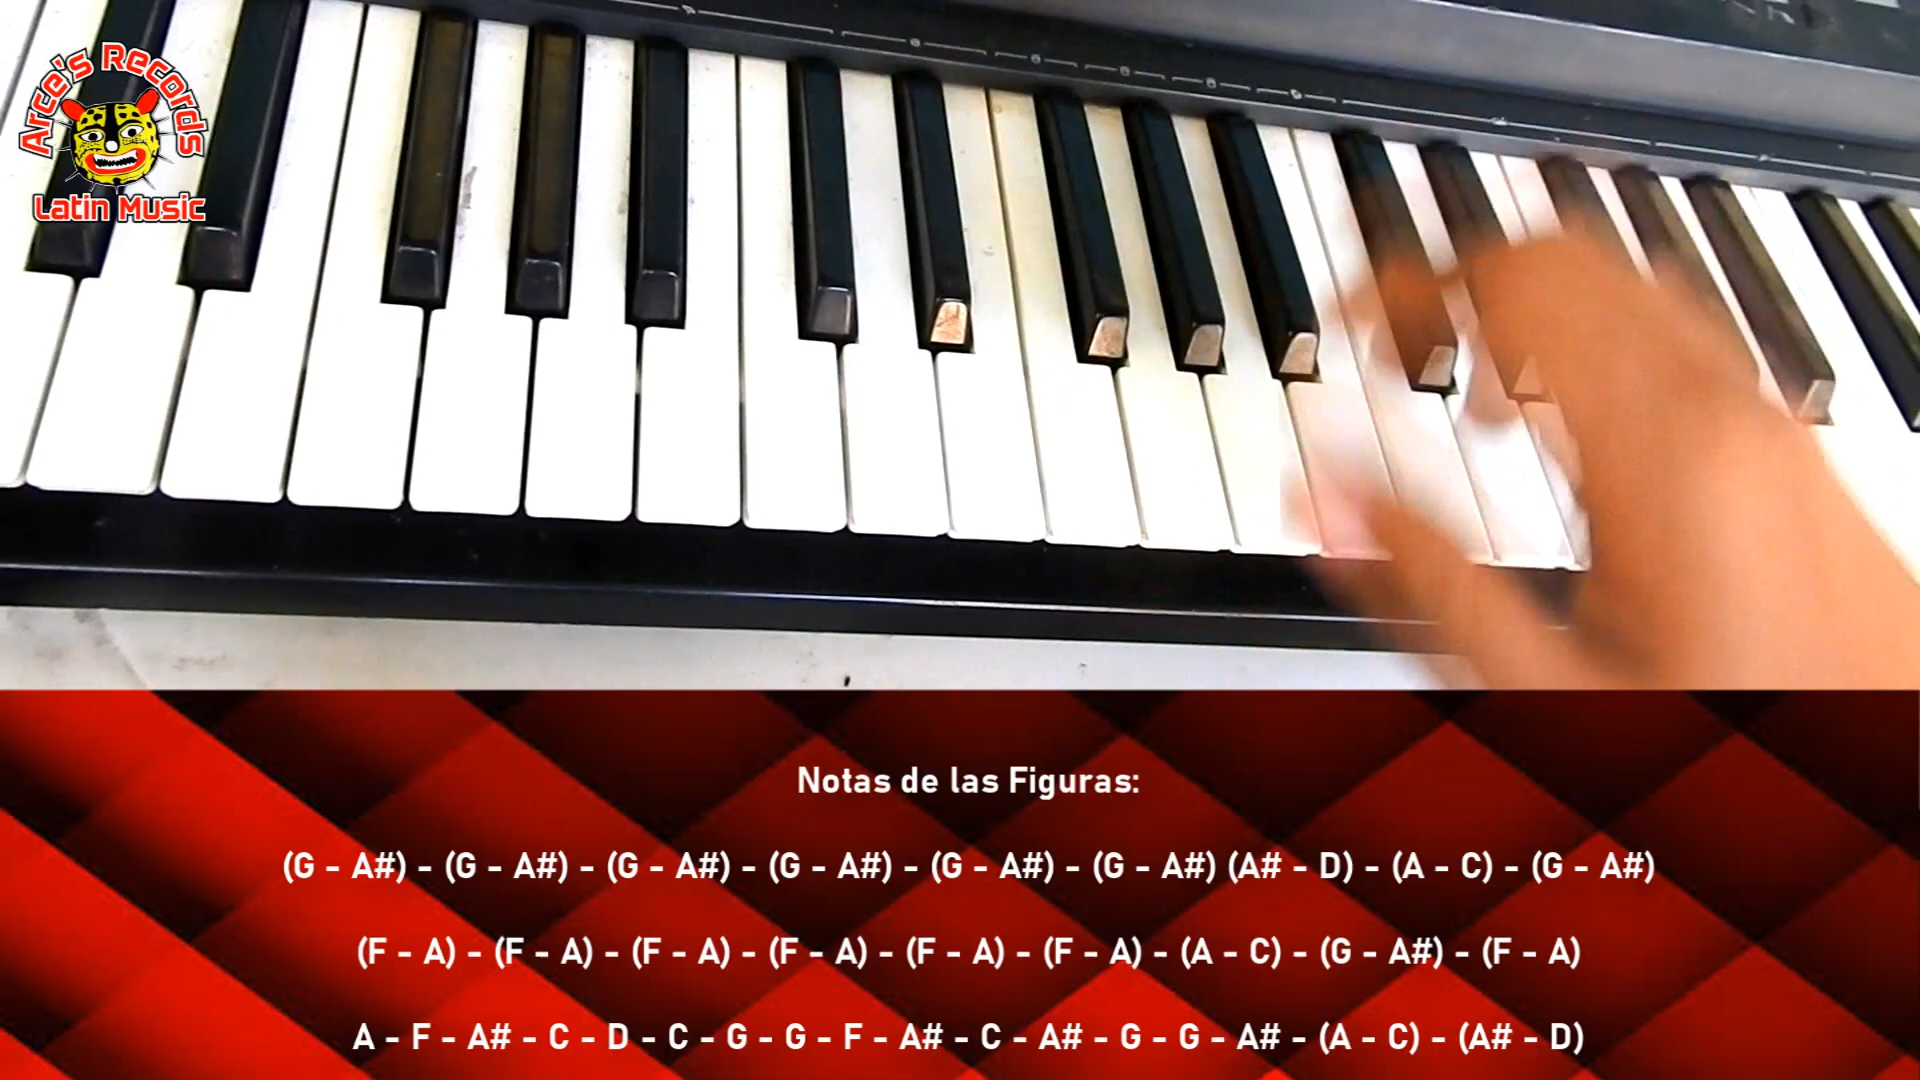 Arce's Records
Latin Music
Notas de las Figuras:
(G - A#) - (G - A#) - (G - A#) - (G - A#) - (G - A#) - (G - A#) (A# - D) - (A - C) - (G - A#)
(F - A) - (F - A) - (F - A) - (F - A) - (F - A) - (F - A) - (A - C) - (G - A#) - (F - A)
A - F - A# - C - D - C - G - G - F - A# - C - A# - G - G - A# - (A - C) - (A# - D)